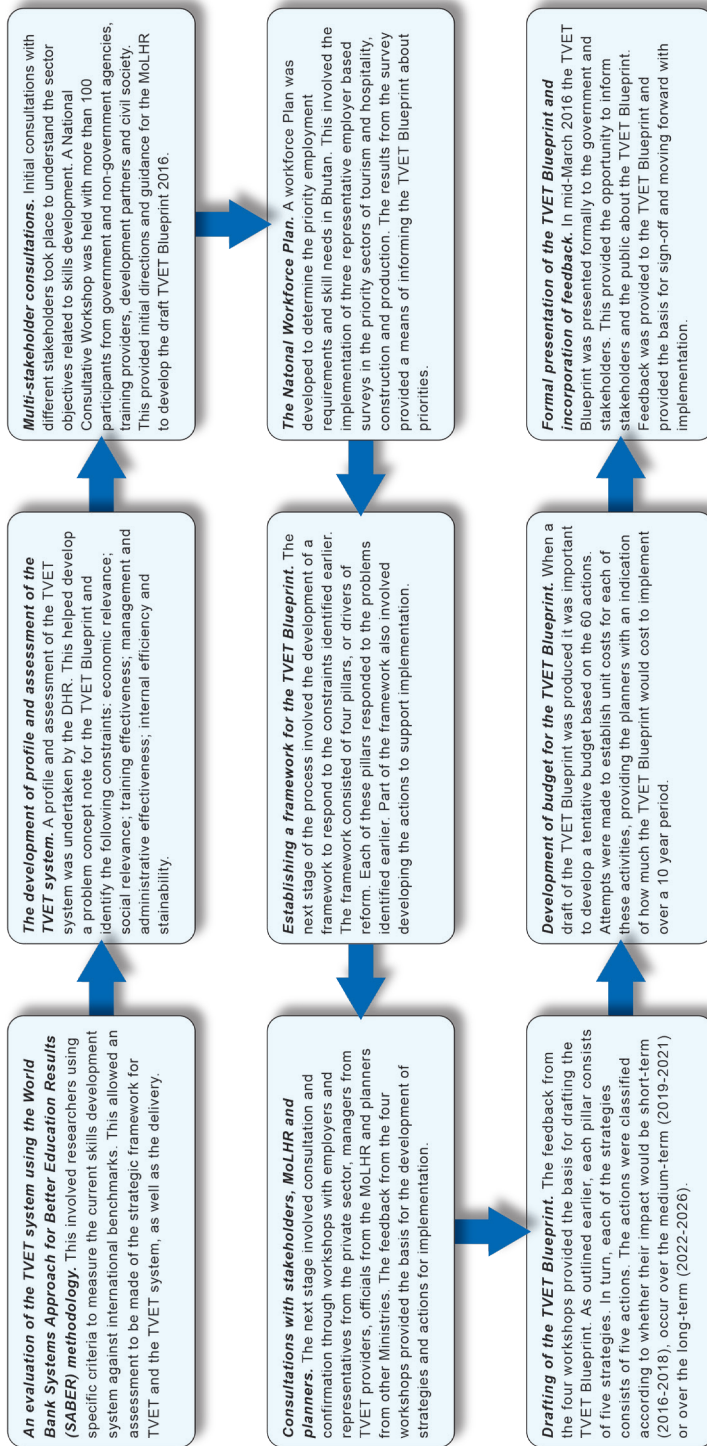 An evaluation of the TVET system using the World
Bank Systems Approach for Better Education Results
(SABER) methodology. This involved researchers using
specific criteria to measure the current skills development
system against international benchmarks. This allowed an
assessment to be made of the strategic framework for
TVET and the TVET system, as well as the delivery.
The development of profile and assessment of the
TVET system. A profile and assessment of the TVET
system was undertaken by the DHR. This helped develop
a problem concept note for the TVET Blueprint and
identify the following constraints: economic relevance;
social relevance; training effectiveness; management and
administrative effectiveness; internal efficiency and
stainability.
Multi-stakeholder consultations. Initial consultations with
different stakeholders took place to understand the sector
objectives related to skills development. A National
Consultative Workshop was held with more than 100
participants from government and non-government agencies,
training providers, development partners and civil society.
This provided initial directions and guidance for the MoLHR
to develop the draft TVET Blueprint 2016.
The Natonal Workforce Plan. A workforce Plan was
developed to determine the priority employment
requirements and skill needs in Bhutan. This involved the
implementation of three representative employer based
surveys in the priority sectors of tourism and hospitality,
construction and production. The results from the survey
provided a means of informing the TVET Blueprint about
priorities.
Establishing a framework for the TVET Blueprint. The
next stage of the process involved the development of a
framework to respond to the constraints identified earlier.
The framework consisted of four pillars, or drivers of
reform. Each of these pillars responded to the problems
identified earlier. Part of the framework also involved
developing the actions to support implementation.
Consultations with stakeholders, MoLHR and
planners. The next stage involved consultation and
confirmation through workshops with employers and
representatives from the private sector, managers from
TVET providers, officials from the MoLHR and planners
from other Ministries. The feedback from the four
workshops provided the basis for the development of
strategies and actions for implementation.
Drafting of the TVET Blueprint. The feedback from
the four workshops provided the basis for drafting the
TVET Blueprint. As outlined earlier, each pillar consists
of five strategies. In turn, each of the strategies
consists of five actions. The actions were classified
according to whether their impact would be short-term
(2016-2018), occur over the medium-term (2019-2021)
or over the long-term (2022-2026).
Development of budget for the TVET Blueprint. When a
draft of the TVET Blueprint was produced it was important
to develop a tentative budget based on the 60 actions.
Attempts were made to establish unit costs for each of
these activities, providing the planners with an indication
of how much the TVET Blueprint would cost to implement
over a 10 year period.
Formal presentation of the TVET Blueprint and
incorporation of feedback. In mid-March 2016 the TVET
Blueprint was presented formally to the government and
stakeholders. This provided the opportunity to inform
stakeholders and the public about the TVET Blueprint.
Feedback was provided to the TVET Blueprint and
provided the basis for sign-off and moving forward with
implementation.